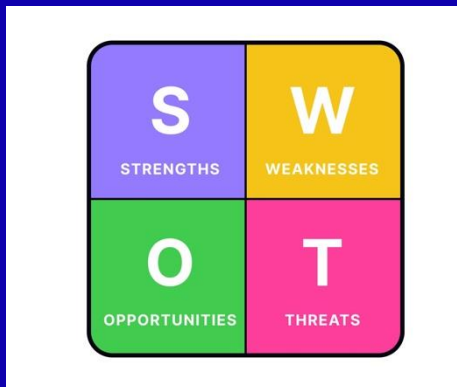 S W
STRENGTHS WEAKNESSES
O T
OPPORTUNITIES THREATS